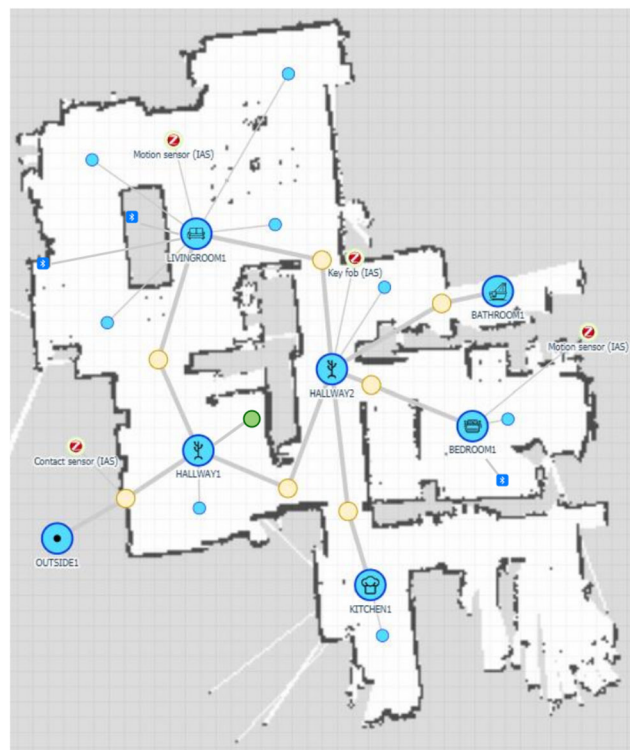 Motion sensor (IAS)
LIVINGROOM1
Key fob (IAS)
BATHROOM1
Motion sensor (IAS)
HALLWAY2
BEDROOM1
Contact sensor (IAS)
HALLWAY1
OUTSIDE1
KITCHEN1